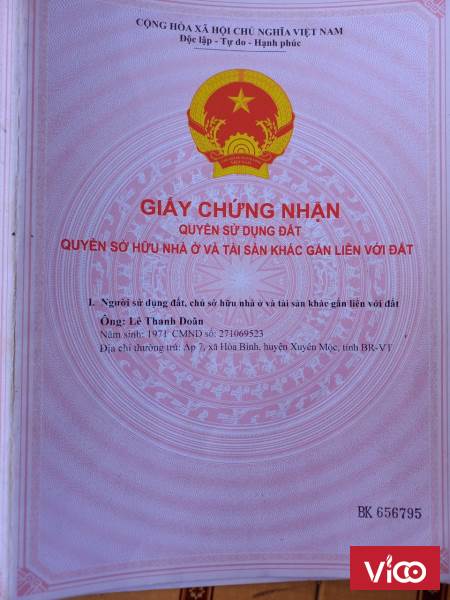 CỘNG HÒA XÃ HỘI CHỦ NGHĨA VIỆT NAM
Độc lập - Tự do - Hạnh phúc
GIẤY CHỨNG NHẬN
QUYỀN SỬ DỤNG ĐẤT
QUYỀN SỞ HỮU NHÀ Ở VÀ TÀI SẢN KHÁC GẮN LIỀN VỚI ĐẤT
I. Người sử dụng đất, chủ sở hữu nhà ở và tài sản khác gắn liền với đất
Ông: Lê Thanh Doãn
Năm sinh: 1971 CMND số: 271069523
Địa chỉ thường trú: Ấp 7, xã Hòa Bình, huyện Xuyên Mộc, tỉnh BR-VT
BK 656795
Vico